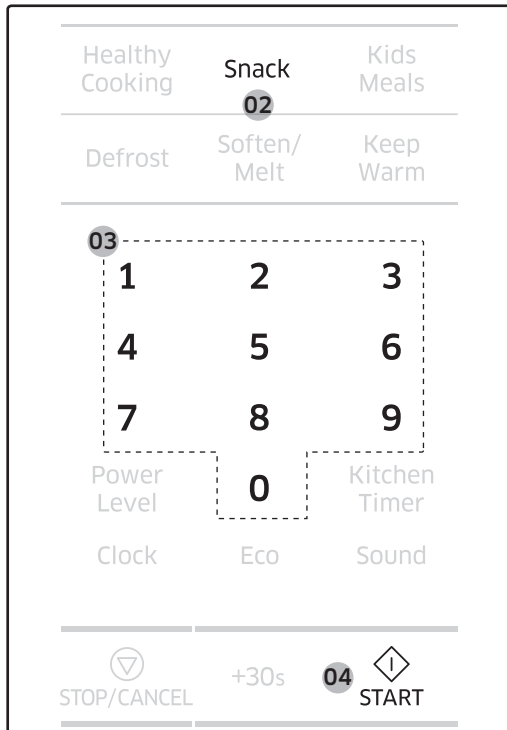 Healthy
Cooking
Snack
02
Kids
Meals
Defrost
Soften/
Melt
Keep
Warm
03
1 2 3
4 5 6
7 8 9
Power
Level
0
Kitchen
Timer
Clock Eco Sound
STOP/CANCEL
+30s
04
START